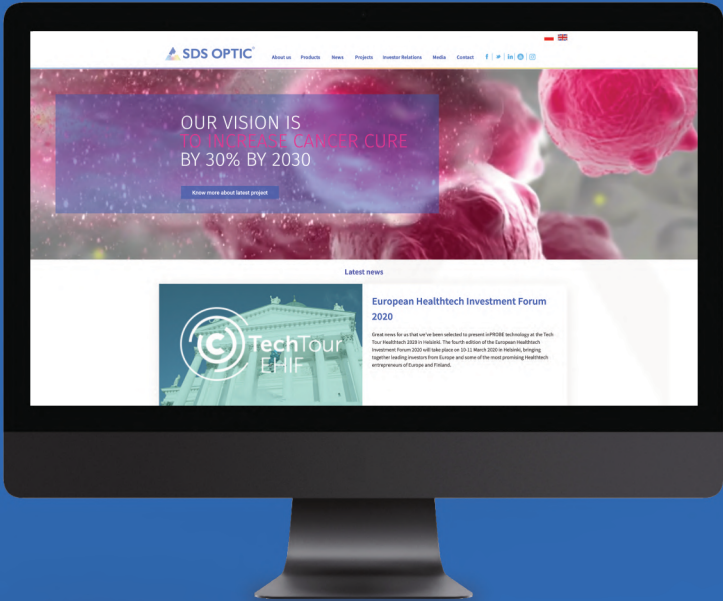 SDS OPTIC®
About us Products News Projects Investor Relations Media Contact
OUR VISION IS
TO INCREASE CANCER CURE
BY 30% BY 2030
Know more about latest project
Latest news
TechTour
EHIF
European Healthtech Investment Forum
2020
Great news for us that we've been selected to present inPROBE technology at the Tech
Tour Healthtech 2020 in Helsinki. The fourth edition of the European Healthtech
Investment Forum 2020 will take place on 10-11 March 2020 in Helsinki, bringing
together leading investors from Europe and some of the most promising Healthtech
entrepreneurs of Europe and Finland.